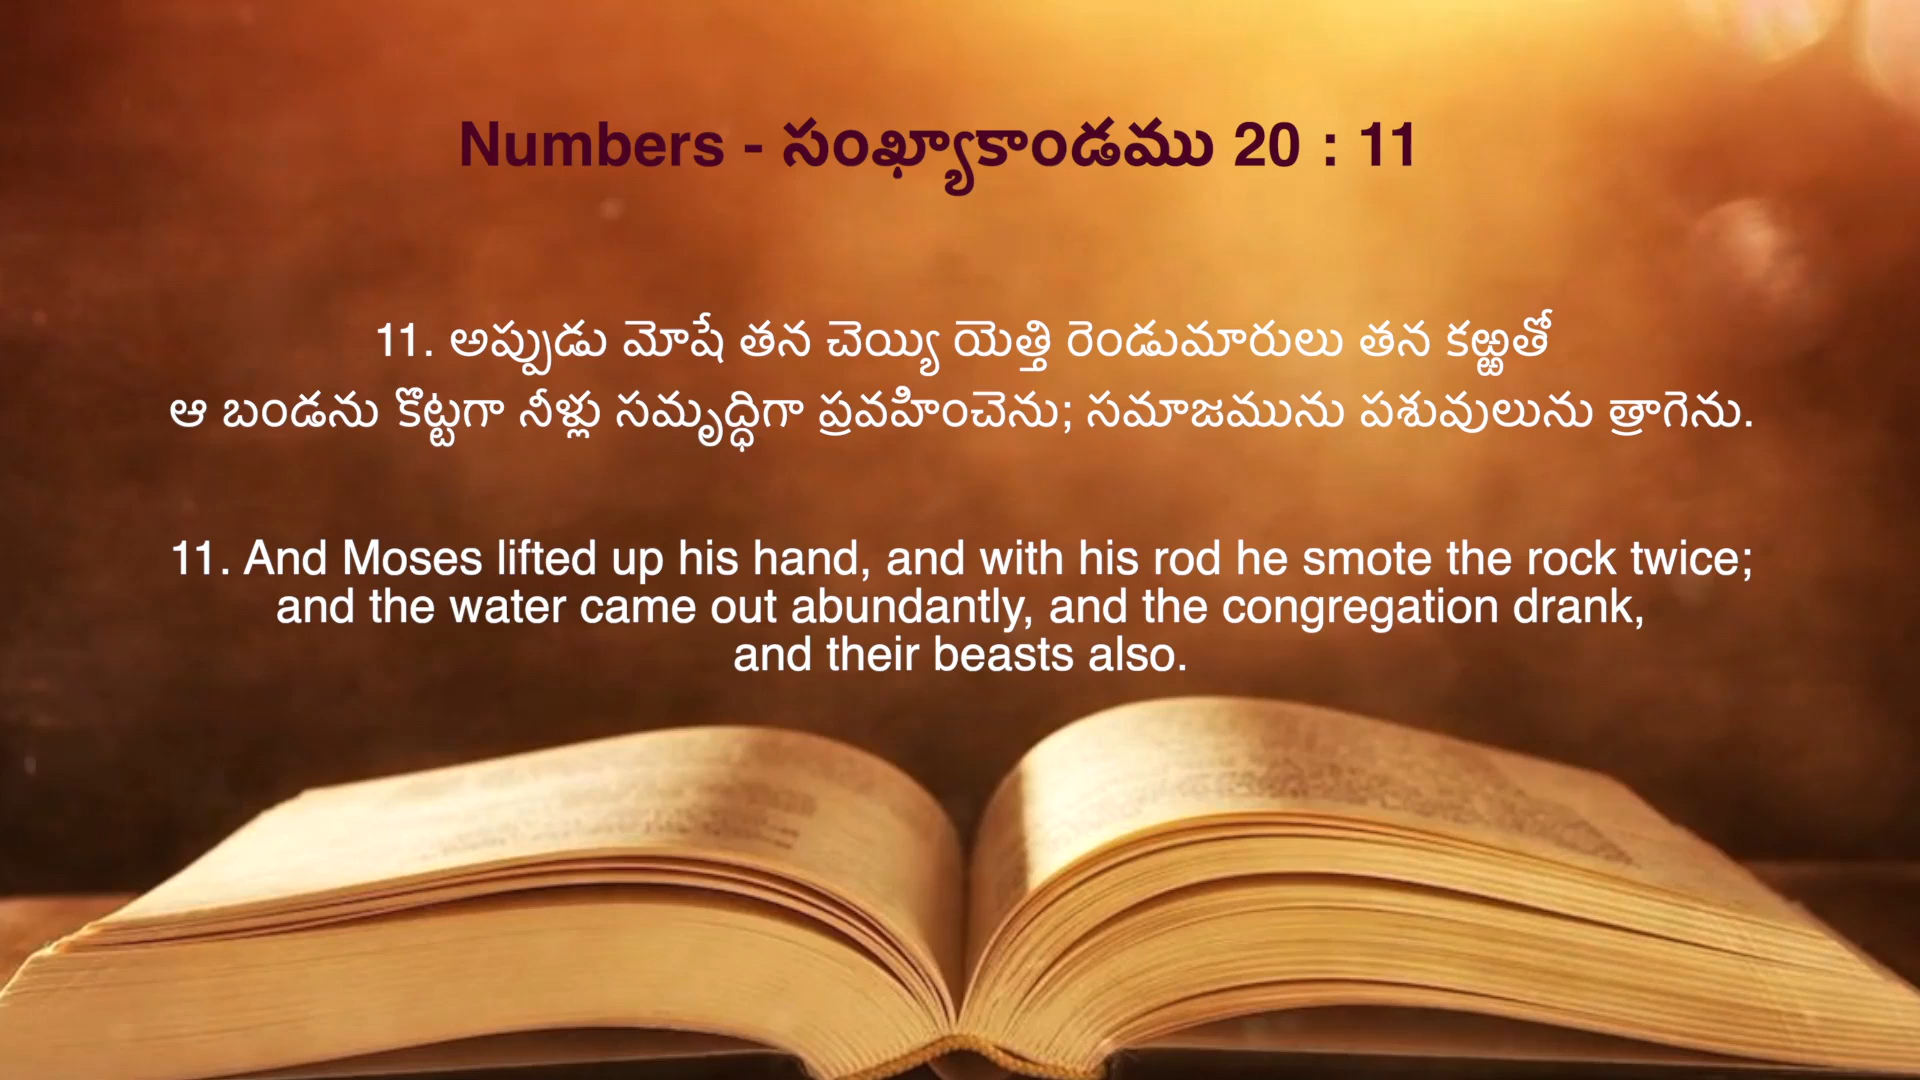 Numbers - సంఖ్యాకాండము 20 : 11
11. అప్పుడు మోషే తన చెయ్యి యెత్తి రెండుమారులు తన కఱ్ఱతో
ఆ బండను కొట్టగా నీళ్లు సమృద్ధిగా ప్రవహించెను; సమాజమును పశువులును త్రాగెను.
11. And Moses lifted up his hand, and with his rod he smote the rock twice;
and the water came out abundantly, and the congregation drank,
and their beasts also.